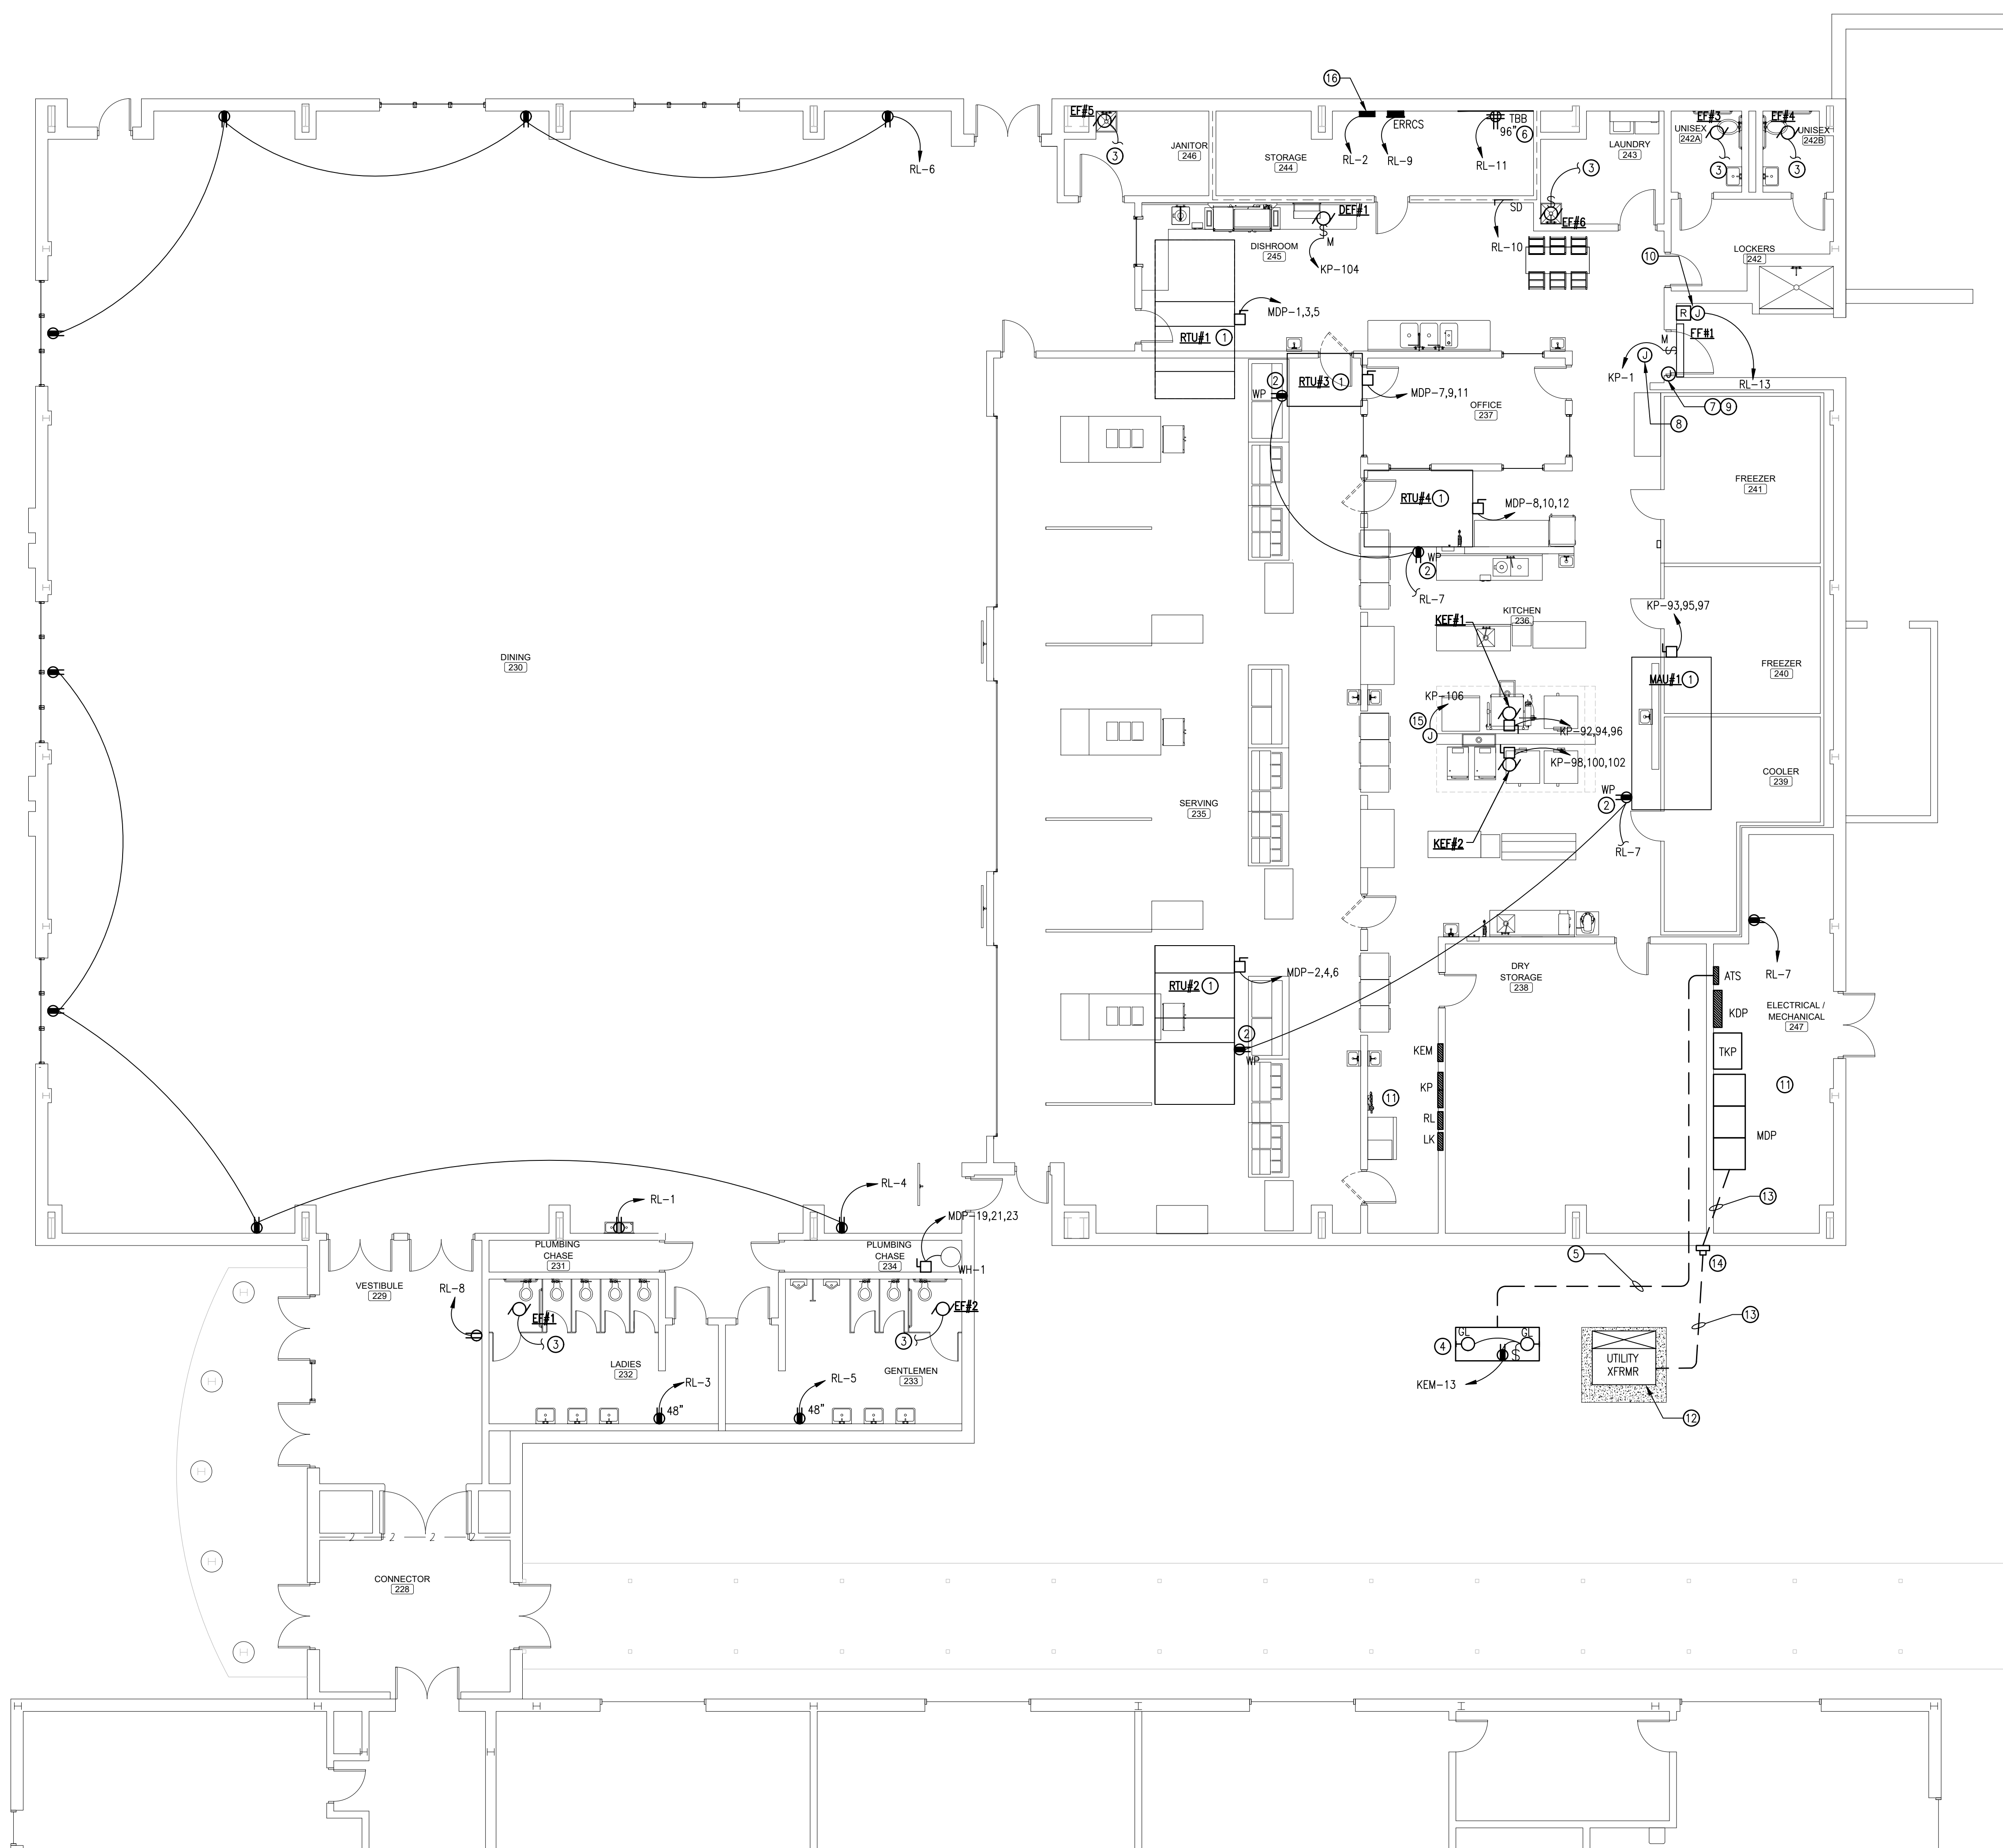 16
EF#5
3
JANITOR
246
STORAGE
244
ERRCS
RL-2
RL-9
TBB
96"
6
RL-11
LAUNDRY
243
3
EF#3
UNISEX
242A
3
EF#4
UNISEX
242B
3
RL-6
DEF#1
M
KP-104
DISHROOM
245
SD
RL-10
EF#6
LOCKERS
242
10
R
J
EF#1
M
J
J
KP-1
RL-13
7
9
8
MDP-1,3,5
RTU#1
1
2
WP
RTU#3
1
MDP-7,9,11
OFFICE
237
RTU#4
1
MDP-8,10,12
WP
2
RL-7
FREEZER
241
KP-93,95,97
KITCHEN
236
KEF#1
DINING
230
FREEZER
240
MAU#1
1
KP-106
15
J
KP-92,94,96
KP-98,100,102
COOLER
239
SERVING
235
WP
2
KEF#2
RL-7
MDP-2,4,6
RTU#2
1
2
WP
DRY
STORAGE
238
ATS
RL-7
KDP
ELECTRICAL /
MECHANICAL
247
TKP
KEM
KP
11
RL
LK
11
MDP
RL-1
RL-4
13
MDP-19,21,23
PLUMBING
CHASE
231
PLUMBING
CHASE
234
WH-1
5
14
VESTIBULE
229
RL-8
EF#1
3
EF#2
3
13
LADIES
232
GENTLEMEN
233
4
GL
GL
$
UTILITY
XFRMR
RL-3
48"
RL-5
48"
KEM-13
12
2
2
2
2
CONNECTOR
228